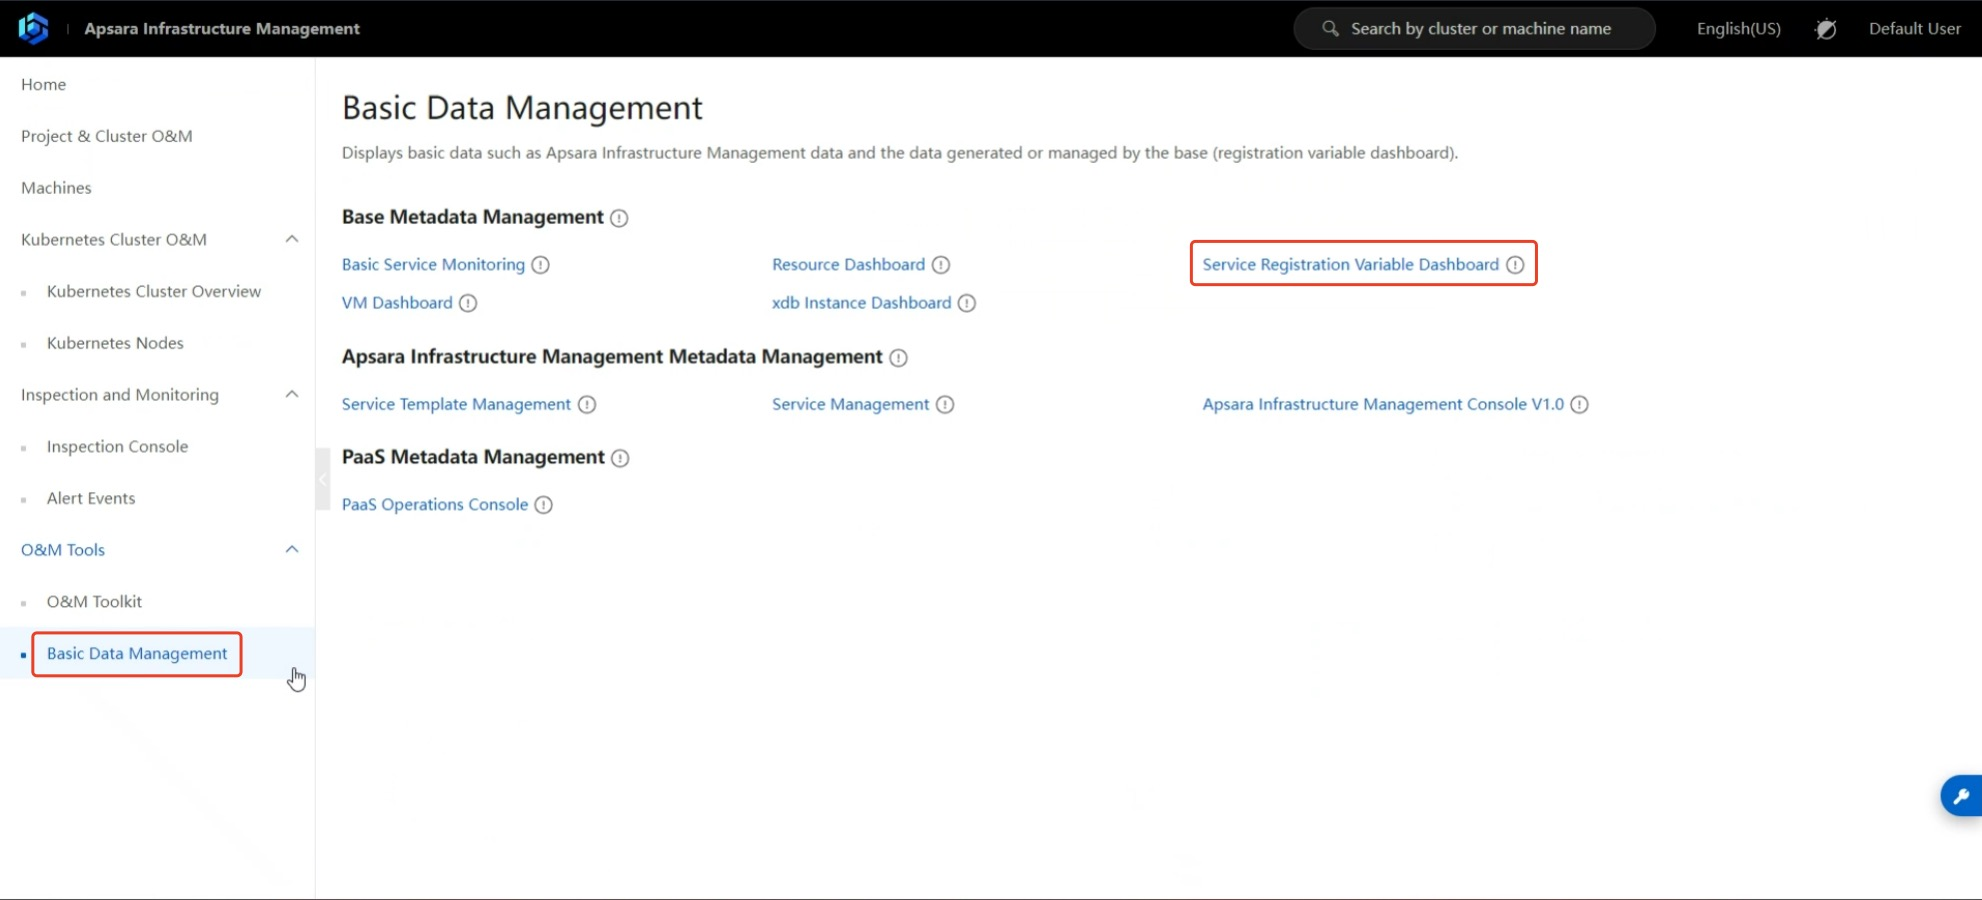 Apsara Infrastructure Management
Search by cluster or machine name
English(US)
Default User
Home
Project & Cluster O&M
Machines
Kubernetes Cluster O&M
Kubernetes Cluster Overview
Kubernetes Nodes
Inspection and Monitoring
Inspection Console
Alert Events
O&M Tools
O&M Toolkit
Basic Data Management
Basic Data Management
Displays basic data such as Apsara Infrastructure Management data and the data generated or managed by the base (registration variable dashboard).
Base Metadata Management
Basic Service Monitoring
Resource Dashboard
Service Registration Variable Dashboard
VM Dashboard
xdb Instance Dashboard
Apsara Infrastructure Management Metadata Management
Service Template Management
Service Management
Apsara Infrastructure Management Console V1.0
PaaS Metadata Management
PaaS Operations Console